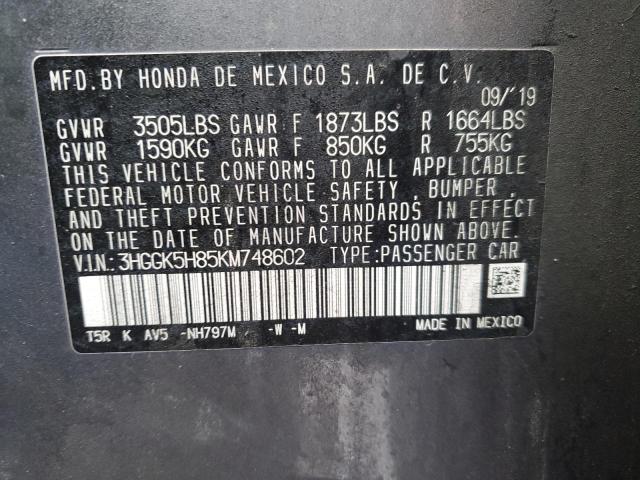 MFD.BY HONDA DE MEXICO S.A. DE C.V.
09/'19
GVWR 3505LBS GAWR F 1873LBS R 1664LBS
GVWR 1590KG GAWR F 850KG R 755KG
THIS VEHICLE CONFORMS TO ALL APPLICABLE
FEDERAL MOTOR VEHICLE SAFETY , BUMPER ,
AND THEFT PREVENTION STANDARDS IN EFFECT
ON THE DATE OF MANUFACTURE SHOWN ABOVE.
V.I.N.:3HGGK5H85KM748602 TYPE:PASSENGER CAR
T5R K AV5 -NH797M -W -M MADE IN MEXICO